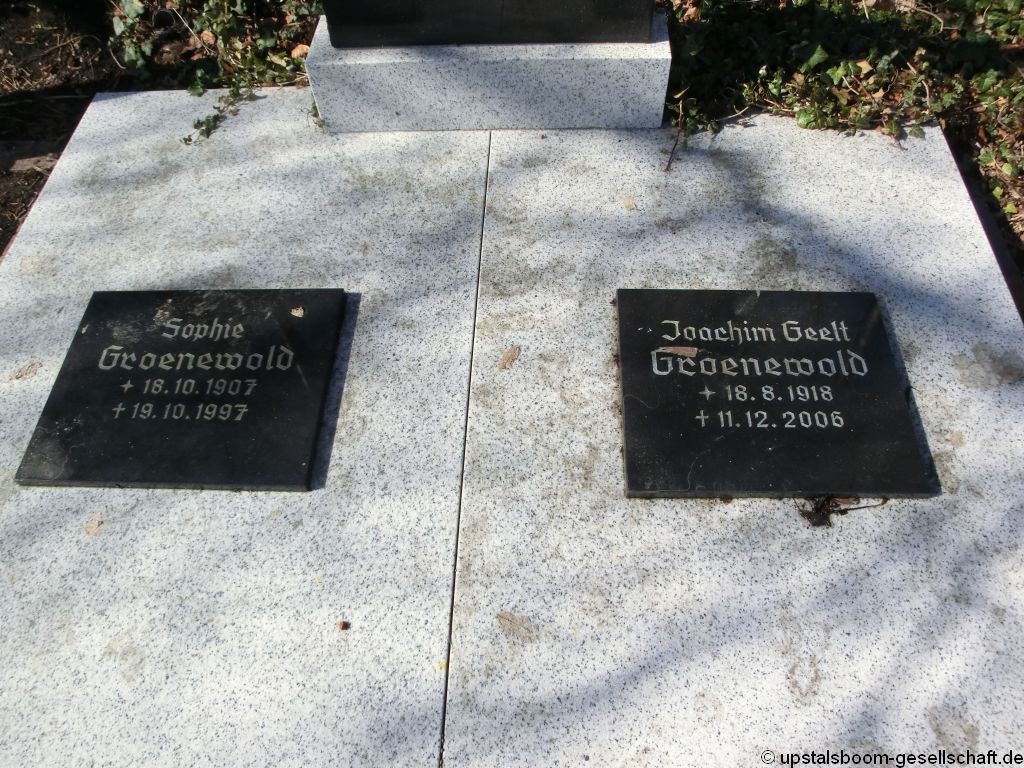 Sophie
Groenewold
+ 18.10.1907
† 19.10.1997
Joachim Geelt
Groenewold
+ 18.8.1918
† 11.12.2006
© upstalsboom-gesellschaft.de